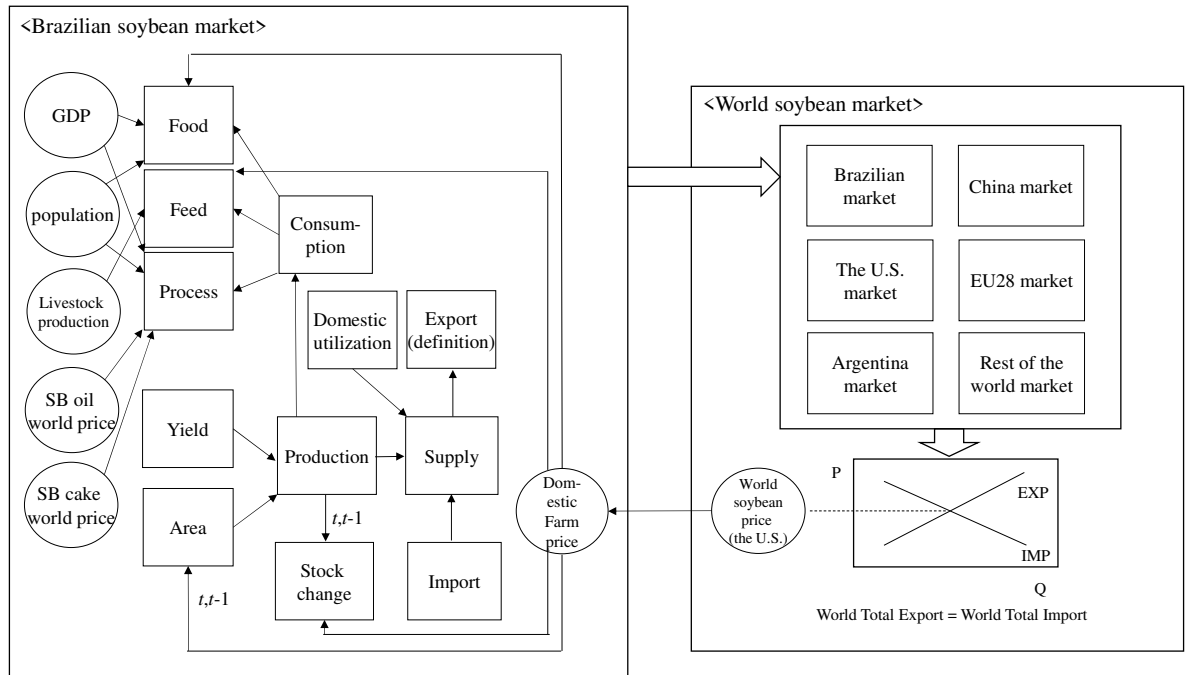 <Brazilian soybean market>
GDP
population
Livestock
production
SB oil
world price
SB cake
world price
Food
Feed
Process
Consum-
ption
Domestic
utilization
Export
(definition)
Yield
Area
Production
Supply
t,t-1
t,t-1
Stock
change
Import
Dom-
estic
Farm
price
<World soybean market>
Brazilian
market
China market
The U.S.
market
EU28 market
Argentina
market
Rest of the
world market
World
soybean
price
(the U.S.)
P
EXP
IMP
Q
World Total Export = World Total Import